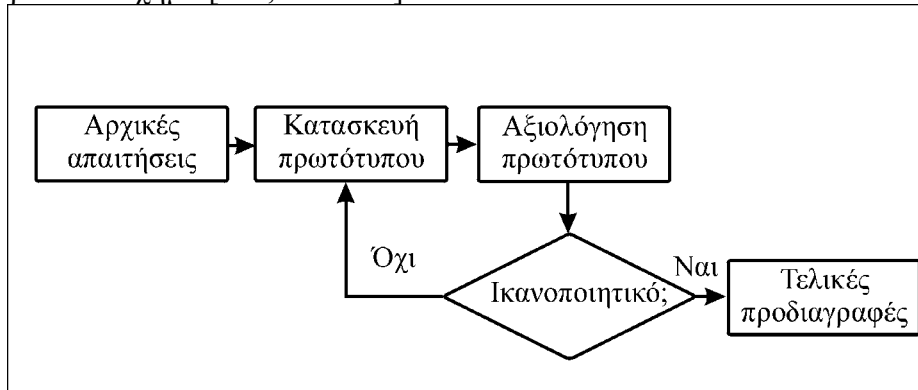 Αρχικές
απαιτήσεις
Κατασκευή
πρωτότυπου
Αξιολόγηση
πρωτότυπου
Όχι
Ικανοποιητικό;
Ναι
Τελικές
προδιαγραφές